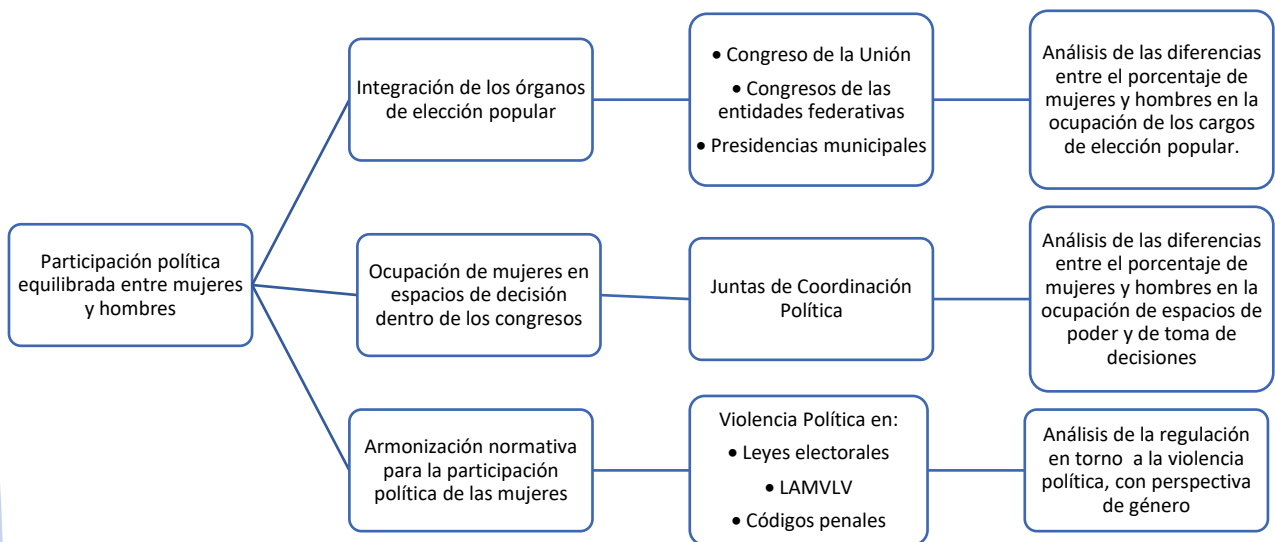 Participación política
equilibrada entre mujeres
y hombres
Integración de los órganos
de elección popular
• Congreso de la Unión
• Congresos de las
entidades federativas
• Presidencias municipales
Análisis de las diferencias
entre el porcentaje de
mujeres y hombres en la
ocupación de los cargos
de elección popular.
Ocupación de mujeres en
espacios de decisión
dentro de los congresos
Juntas de Coordinación
Política
Análisis de las diferencias
entre el porcentaje de
mujeres y hombres en la
ocupación de espacios de
poder y de toma de
decisiones
Armonización normativa
para la participación
política de las mujeres
Violencia Política en:
• Leyes electorales
• LAMVLV
• Códigos penales
Análisis de la regulación
en torno a la violencia
política, con perspectiva
de género